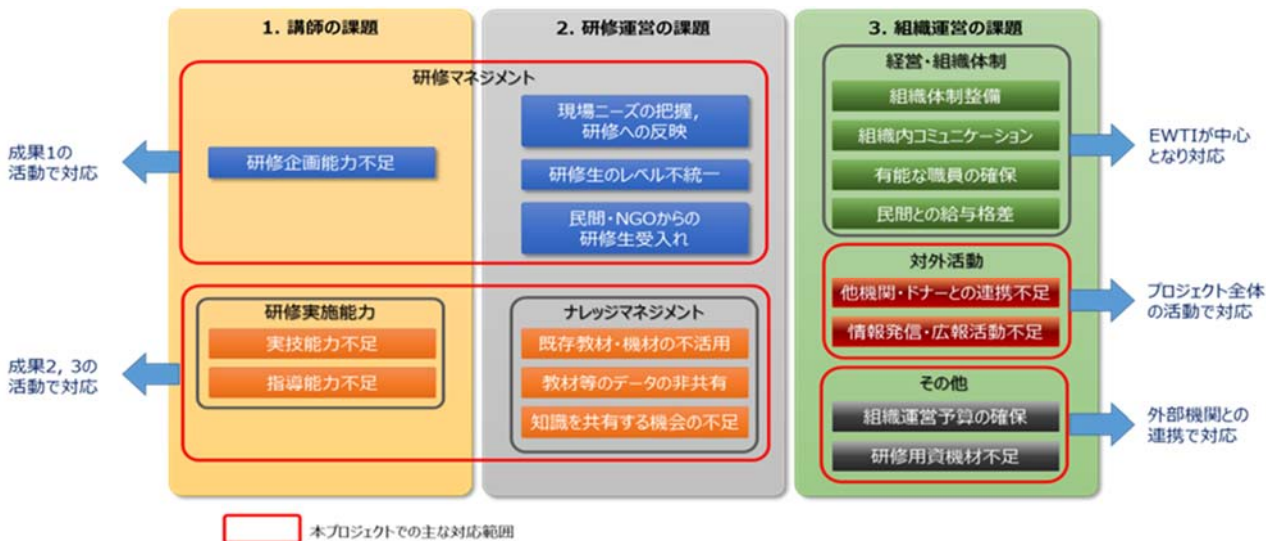 1. 講師の課題
2. 研修運営の課題
3. 組織運営の課題
研修マネジメント
研修企画能力不足
現場ニーズの把握,
研修への反映
研修生のレベル不統一
民間・NGOからの
研修生受入れ
成果1の
活動で対応
研修実施能力
実技能力不足
指導能力不足
ナレッジマネジメント
既存教材・機材の不活用
教材等のデータの非共有
知識を共有する機会の不足
成果2, 3の
活動で対応
経営・組織体制
組織体制整備
組織内コミュニケーション
有能な職員の確保
民間との給与格差
EWTIが中心
となり対応
対外活動
他機関・ドナーとの連携不足
情報発信・広報活動不足
プロジェクト全体
の活動で対応
その他
組織運営予算の確保
研修用資機材不足
外部機関との
連携で対応
本プロジェクトでの主な対応範囲